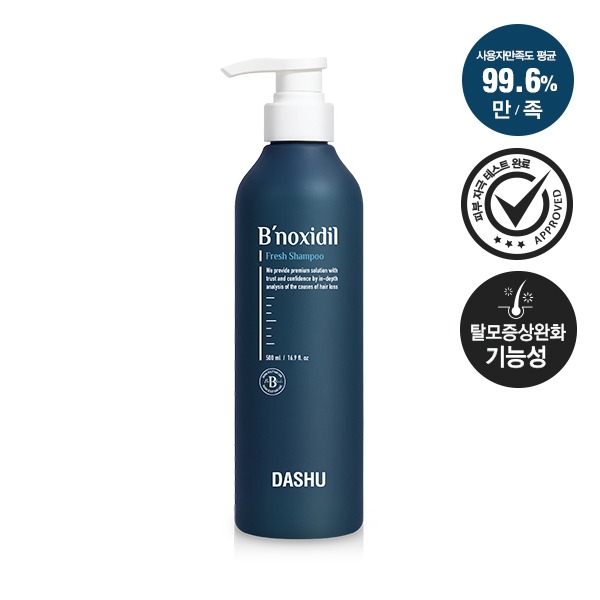 B'noxidil
Fresh Shampoo
We provide premium solution with
trust and confidence by in-depth
analysis of the causes of hair loss
500 ml / 16.9 fl. oz
B
DASHU
사용자만족도 평균
99.6%
만/족
피부 자극 테스트 완료
APPROVED
탈모증상완화
기능성